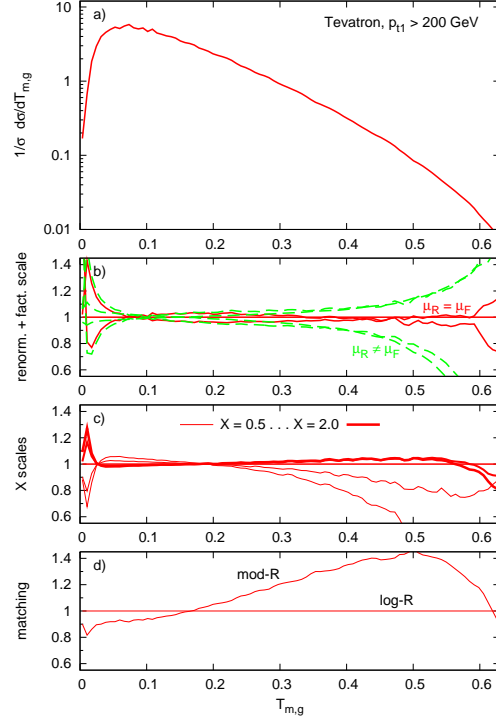 a)
Tevatron, p_t1 > 200 GeV
1/σ dσ/dT_m,g
10
1
0.1
0.01
0 0.1 0.2 0.3 0.4 0.5 0.6
b)
renorm. + fact. scale
1.4
1.2
1
0.8
0.6
μ_R = μ_F
μ_R ≠ μ_F
0 0.1 0.2 0.3 0.4 0.5 0.6
c)
X scales
X = 0.5 . . . X = 2.0
1.4
1.2
1
0.8
0.6
0 0.1 0.2 0.3 0.4 0.5 0.6
d)
matching
1.4
1.2
1
0.8
0.6
mod-R
log-R
0 0.1 0.2 0.3 0.4 0.5 0.6
T_m,g